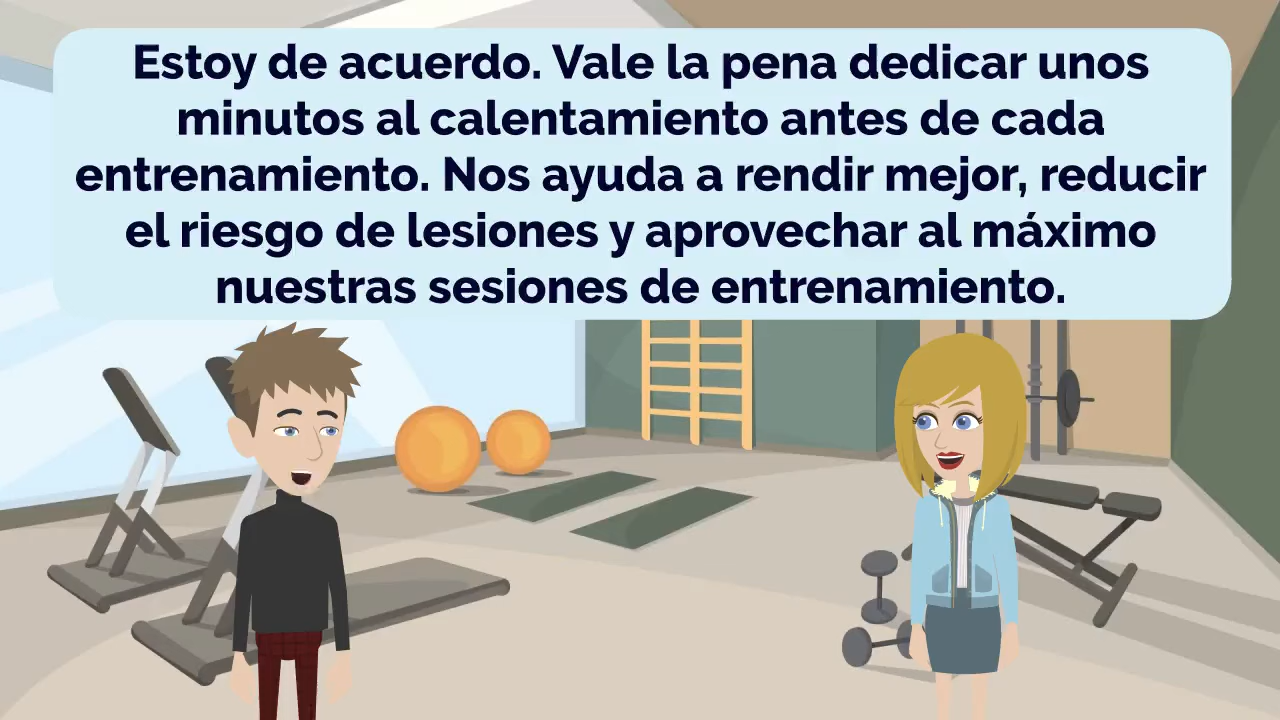 Estoy de acuerdo. Vale la pena dedicar unos
minutos al calentamiento antes de cada
entrenamiento. Nos ayuda a rendir mejor, reducir
el riesgo de lesiones y aprovechar al máximo
nuestras sesiones de entrenamiento.